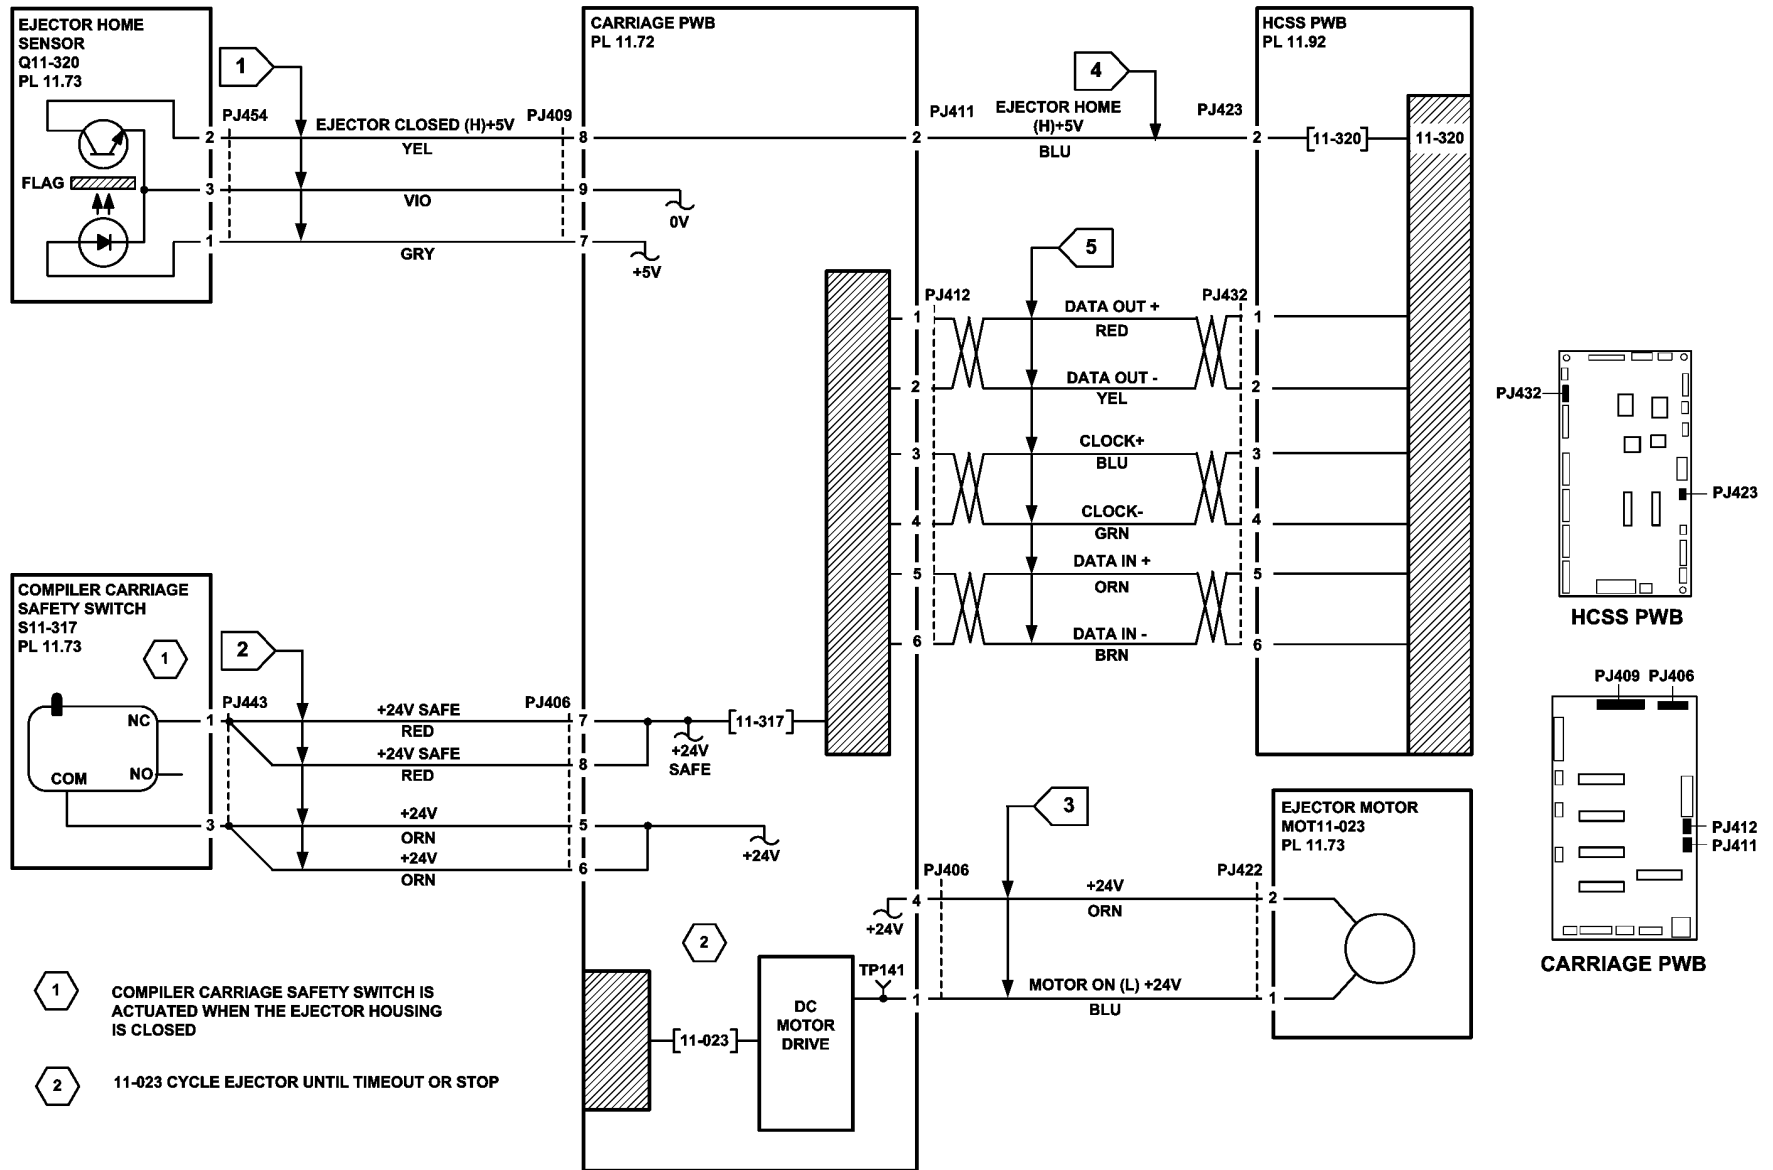 EJECTOR HOME
SENSOR
Q11-320
PL 11.73
1
PJ454
2
EJECTOR CLOSED (H)+5V
YEL
PJ409
8
FLAG
3
VIO
9
0V
1
GRY
7
+5V
CARRIAGE PWB
PL 11.72
HCSS PWB
PL 11.92
4
PJ411
2
EJECTOR HOME
(H)+5V
BLU
PJ423
2
11-320
11-320
5
PJ412
PJ432
1
DATA OUT +
RED
1
2
DATA OUT -
YEL
2
3
CLOCK+
BLU
3
4
CLOCK-
GRN
4
5
DATA IN +
ORN
5
6
DATA IN -
BRN
6
PJ432
PJ423
HCSS PWB
COMPILER CARRIAGE
SAFETY SWITCH
S11-317
PL 11.73
1
2
NC
COM
NO
1
PJ443
+24V SAFE
RED
PJ406
7
+24V SAFE
RED
8
+24V
SAFE
11-317
3
+24V
ORN
5
+24V
ORN
6
+24V
PJ409 PJ406
PJ412
PJ411
CARRIAGE PWB
3
EJECTOR MOTOR
MOT11-023
PL 11.73
PJ406
PJ422
4
+24V
+24V
ORN
2
2
TP141
1
MOTOR ON (L) +24V
BLU
1
DC
MOTOR
DRIVE
11-023
1
COMPILER CARRIAGE SAFETY SWITCH IS
ACTUATED WHEN THE EJECTOR HOUSING
IS CLOSED
2
11-023 CYCLE EJECTOR UNTIL TIMEOUT OR STOP